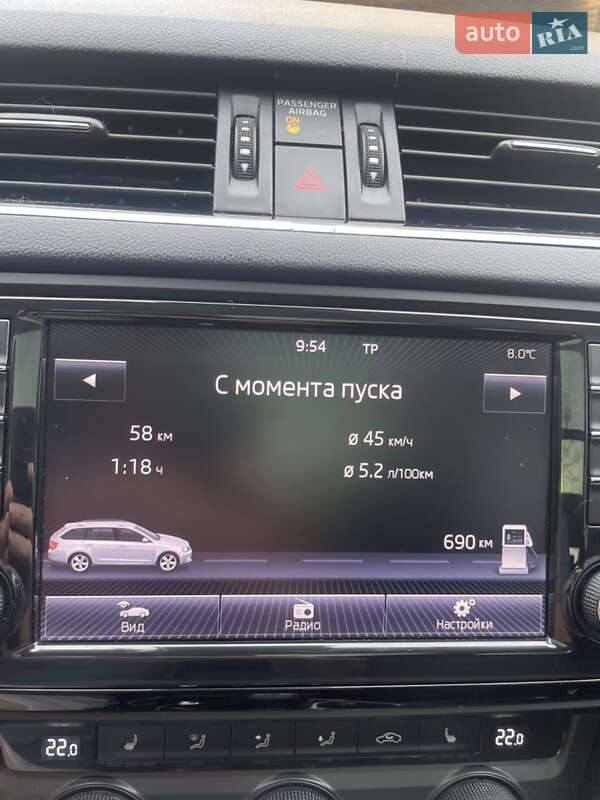 auto RIA .com
PASSENGER
AIRBAG
ON
9:54 TP 8.0°C
С момента пуска
58 км ø 45 км/ч
1:18 ч ø 5.2 л/100км
690 км
Вид Радио Настройки
22.0 22.0